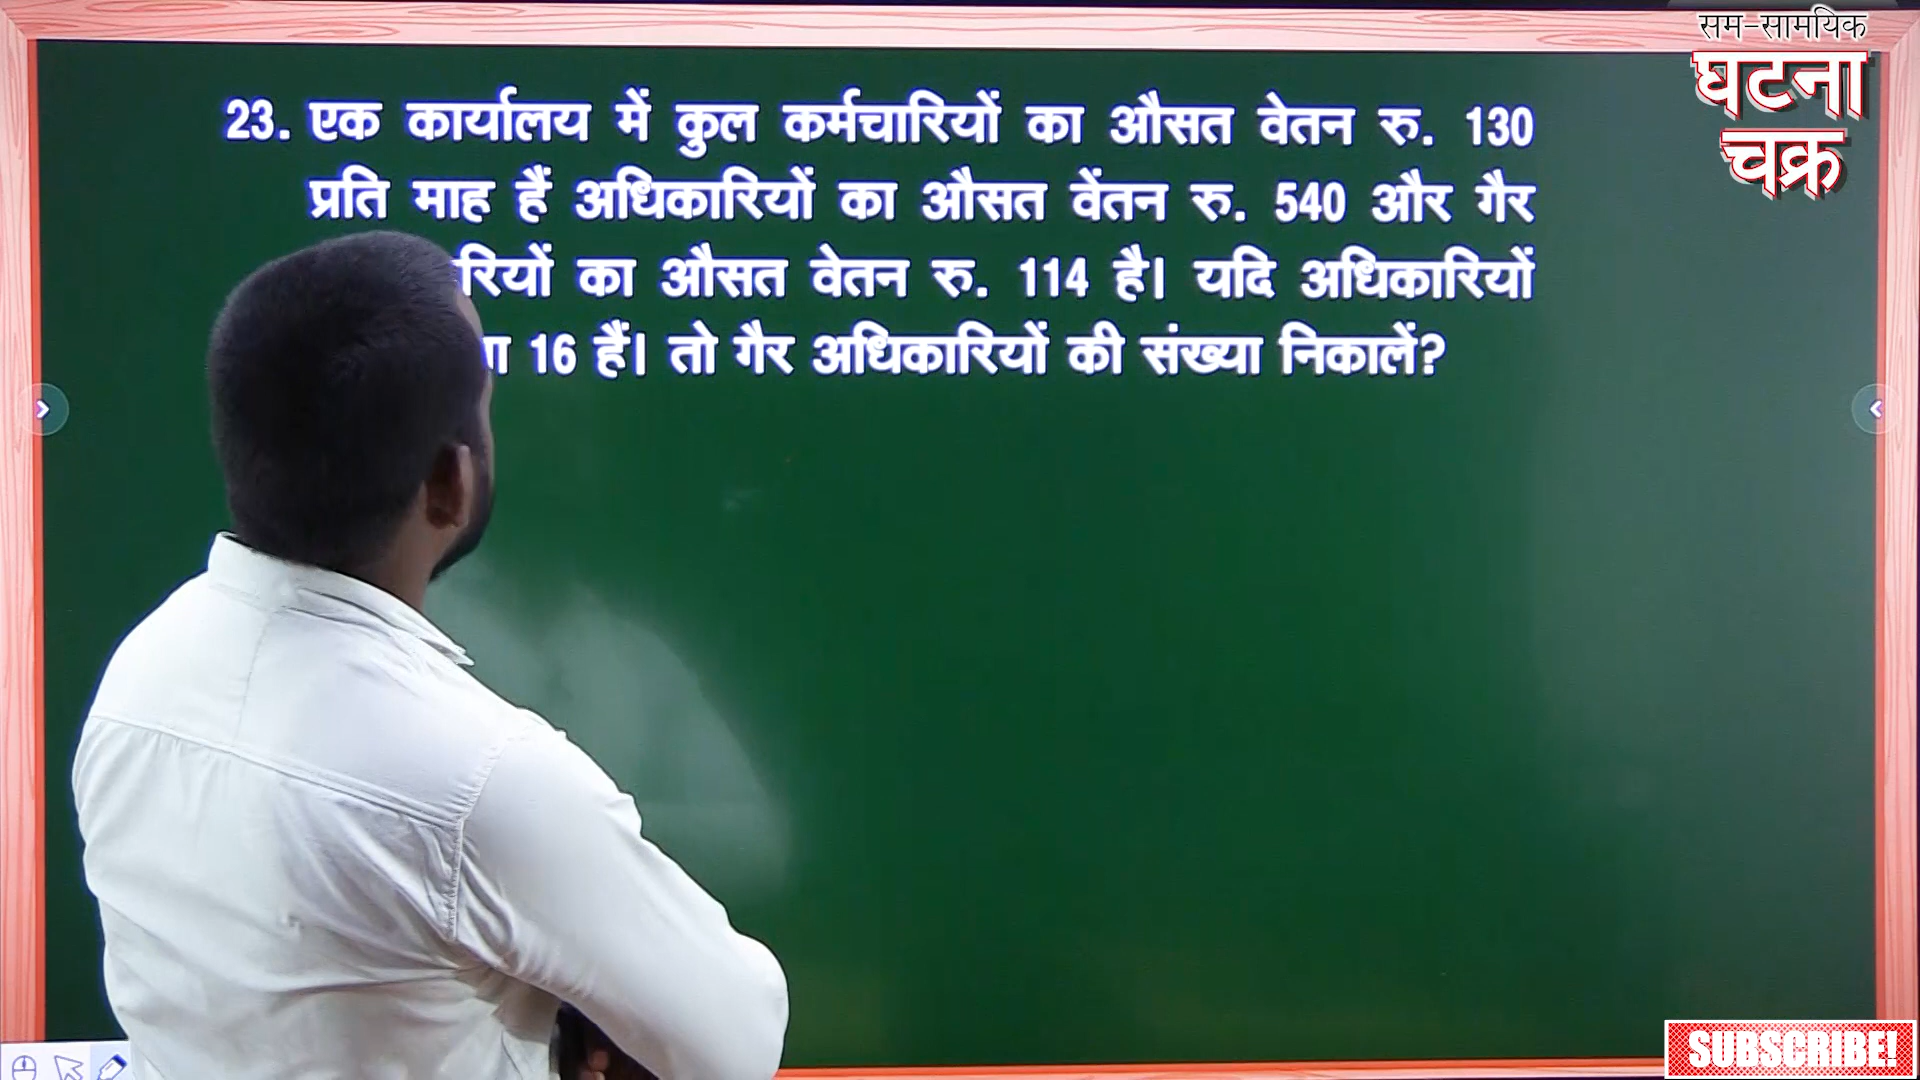 सम-सामयिक
घटना
चक्र
23. एक कार्यालय में कुल कर्मचारियों का औसत वेतन रु. 130
प्रति माह हैं अधिकारियों का औसत वेंतन रु. 540 और गैर
रियों का औसत वेतन रु. 114 है। यदि अधिकारियों
16 हैं। तो गैर अधिकारियों की संख्या निकालें?
SUBSCRIBE!